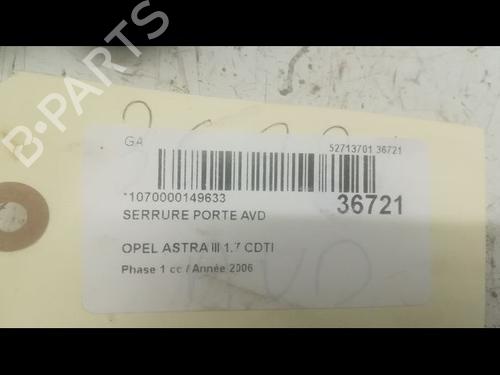 B-PARTS
GA
52713701 36721
*1070000149633
36721
SERRURE PORTE AVD
OPEL ASTRA III 1.7 CDTI
Phase 1 cc / Année 2006
AVD